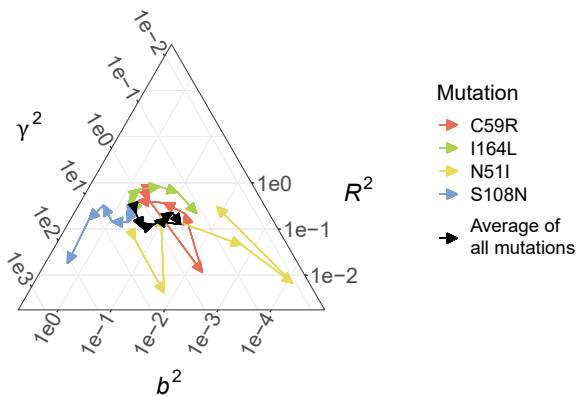 1e−2
1e−1
1e0
1e1
1e2
1e3
γ²
1e0
1e−1
1e−2
R²
1e0
1e−1
1e−2
1e−3
1e−4
b²
Mutation
C59R
I164L
N51I
S108N
Average of
all mutations